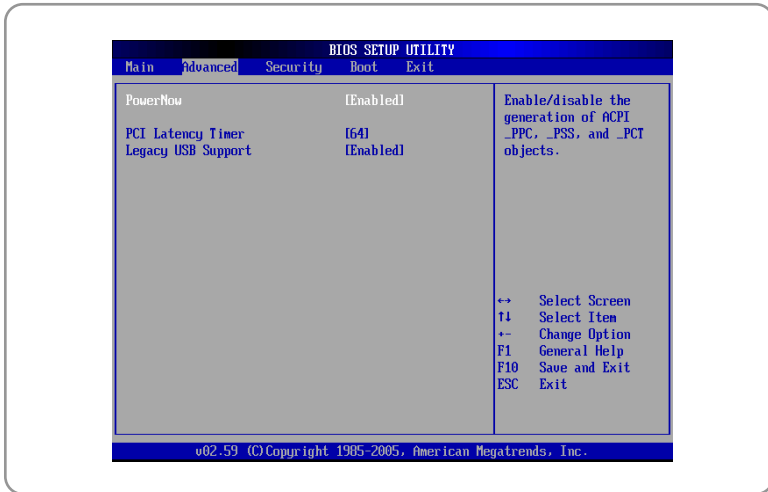 BIOS SETUP UTILITY
Main Advanced Security Boot Exit
PowerNow [Enabled]
PCI Latency Timer [64]
Legacy USB Support [Enabled]
Enable/disable the
generation of ACPI
_PPC, _PSS, and _PCT
objects.
↔ Select Screen
↑↓ Select Item
+- Change Option
F1 General Help
F10 Save and Exit
ESC Exit
v02.59 (C)Copyright 1985-2005, American Megatrends, Inc.